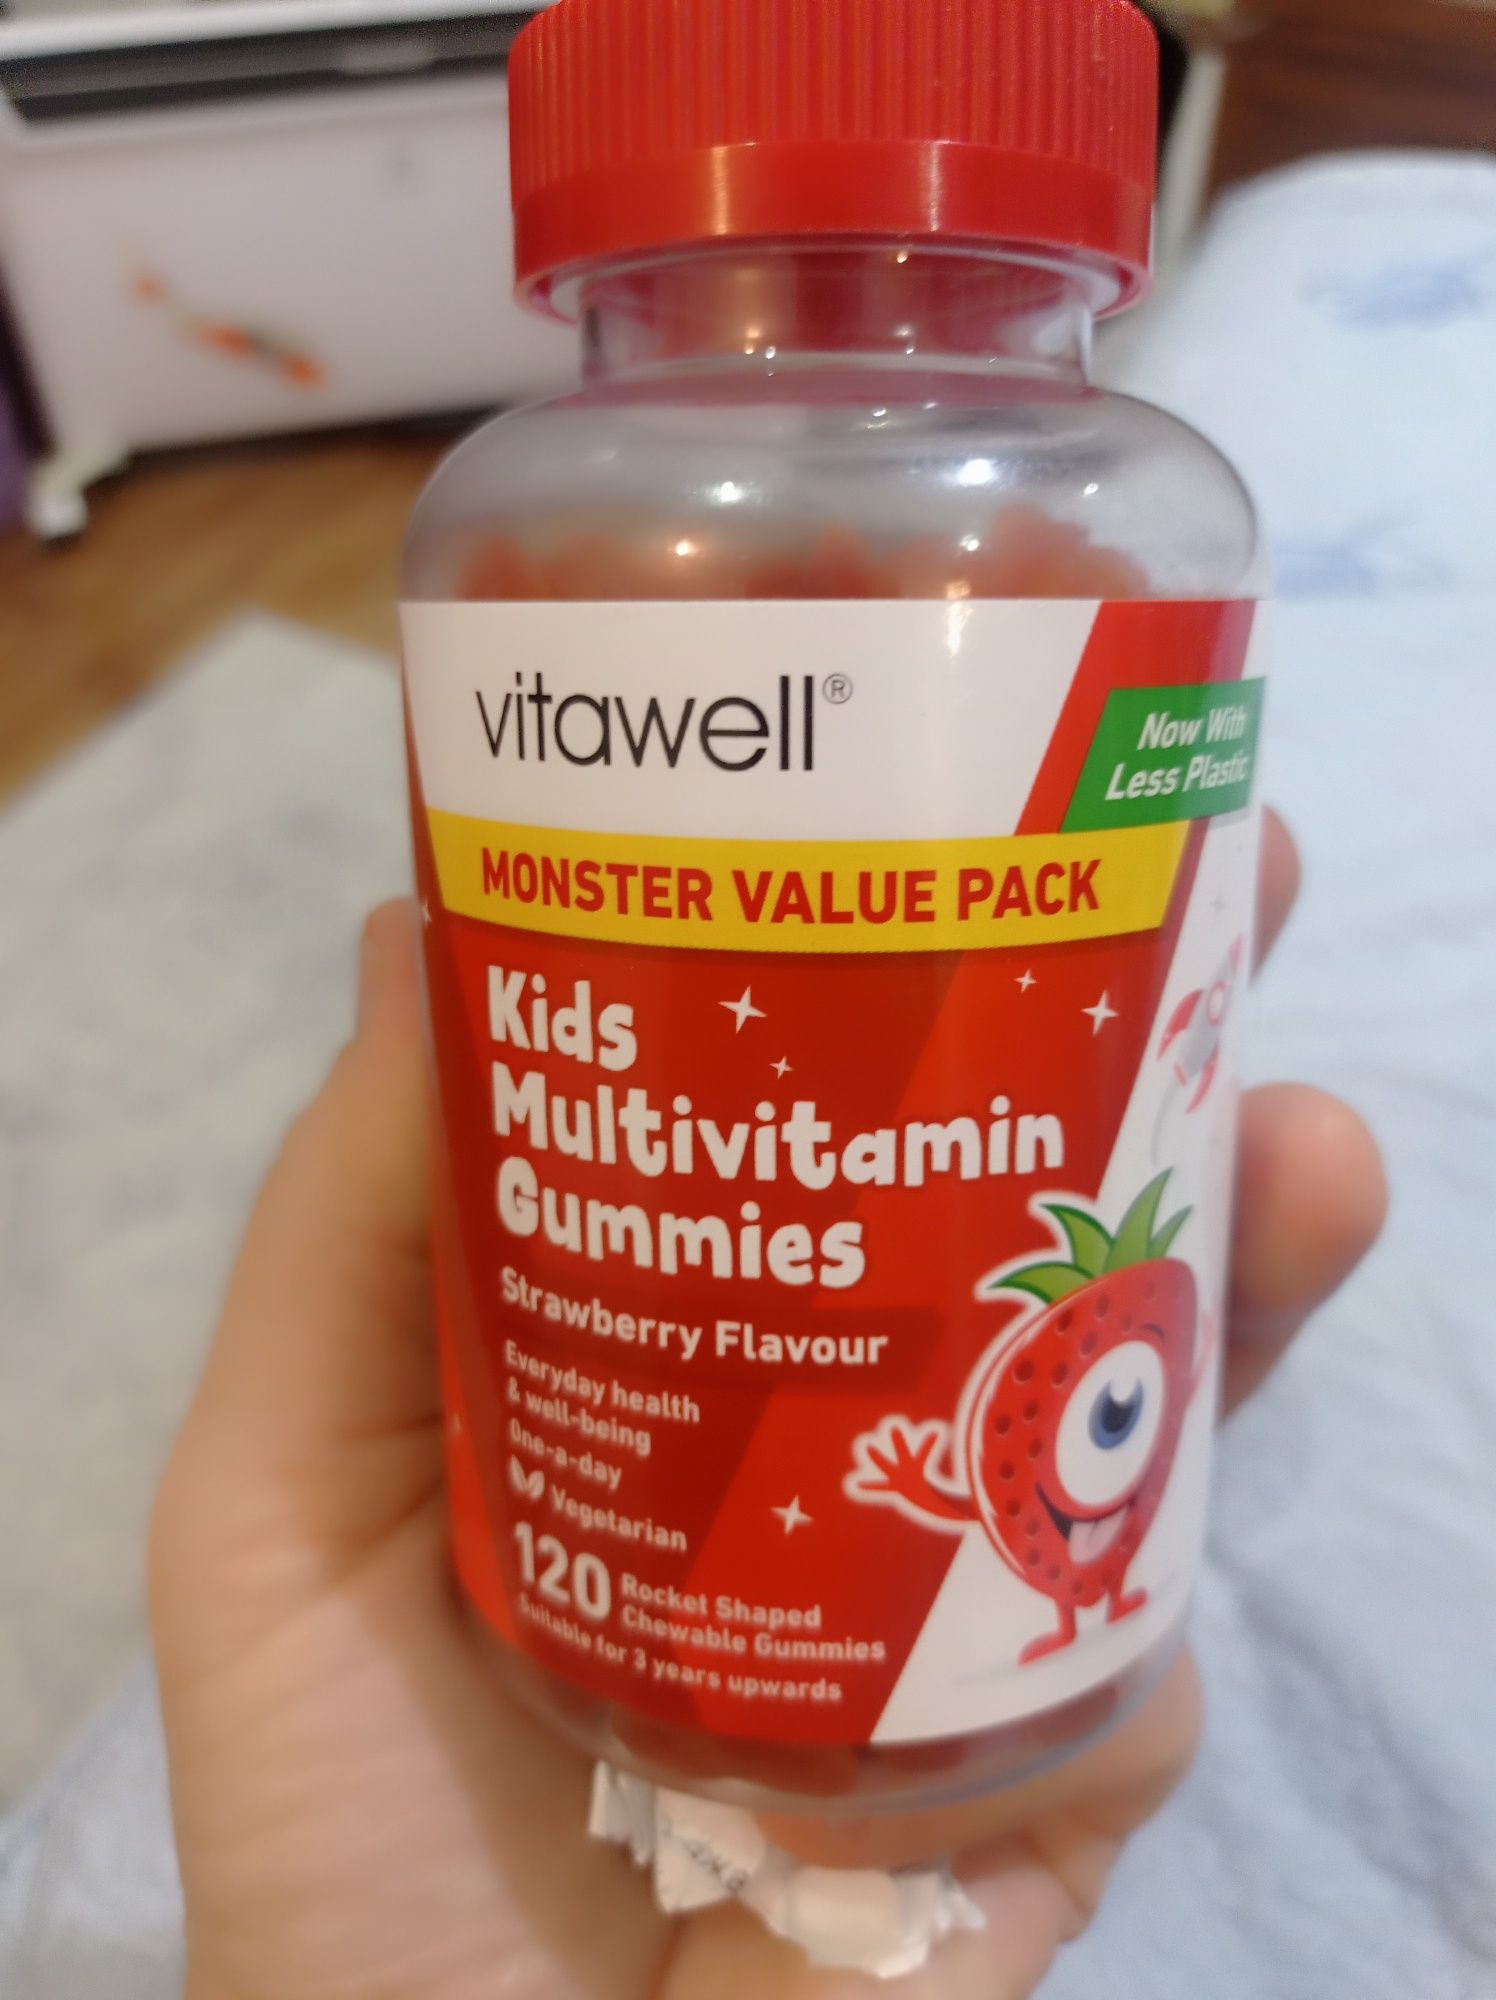 vitawell®
Now With
Less Plastic
MONSTER VALUE PACK
Kids
Multivitamin
Gummies
Strawberry Flavour
Everyday health
& well-being
One-a-day
Vegetarian
120 Rocket Shaped
Chewable Gummies
Suitable for 3 years upwards